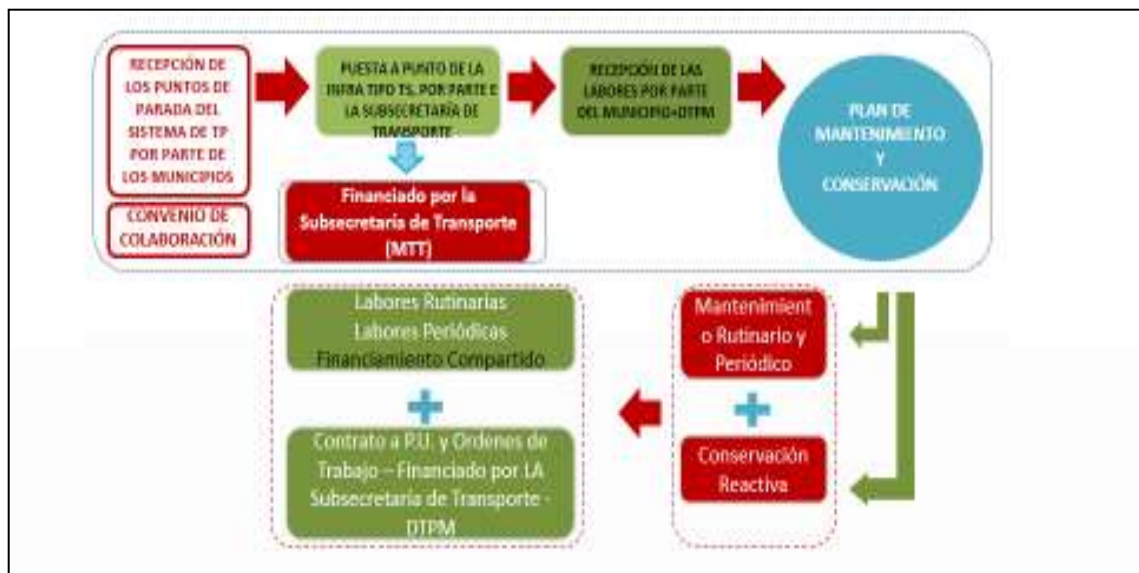 RECEPCIÓN DE
LOS PUNTOS DE
PARADA DEL
SISTEMA DE TP
POR PARTE DE
LOS MUNICIPIOS
CONVENIO DE
COLABORACIÓN
PUESTA A PUNTO DE LA
INFRA TIPO TS. POR PARTE E
LA SUBSECRETARÍA DE
TRANSPORTE
Financiado por la
Subsecretaría de Transporte
(MTT)
RECEPCIÓN DE LAS
LABORES POR PARTE
DEL MUNICIPIO+DTPM
PLAN DE
MANTENIMIENTO
Y
CONSERVACIÓN
Mantenimient
o Rutinario y
Periódico
+
Conservación
Reactiva
Labores Rutinarias
Labores Periódicas
Financiamiento Compartido
+
Contrato a P.U. y Ordenes de
Trabajo – Financiado por LA
Subsecretaría de Transporte -
DTPM